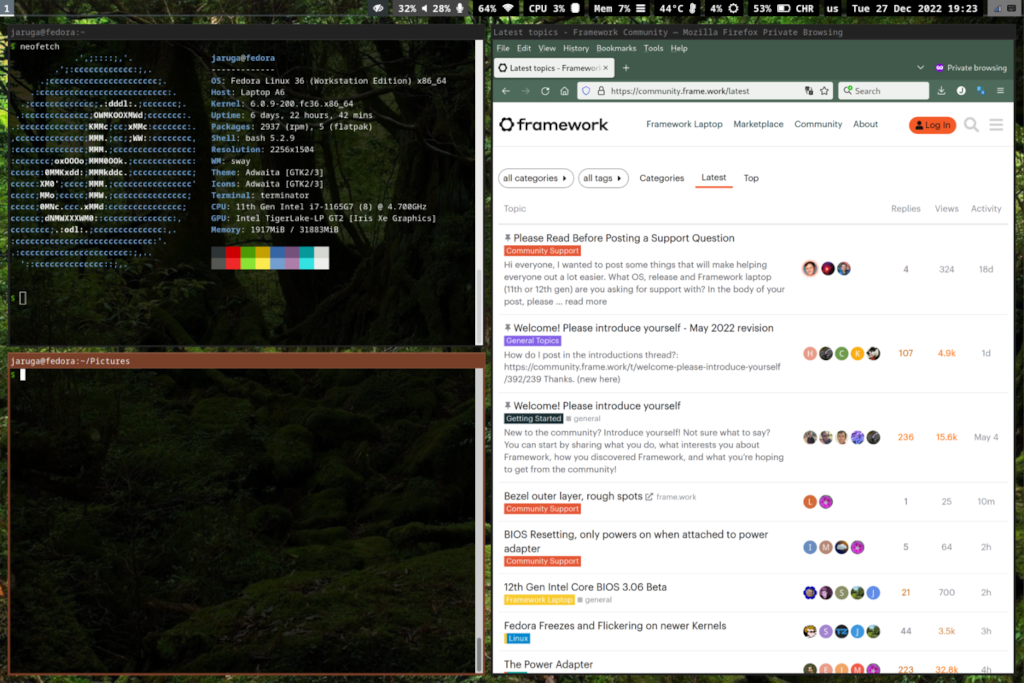 1
32% 28% 64% CPU 3% Mem 7% 44°C 4% 53% CHR us Tue 27 Dec 2022 19:23
jaruga@fedora:~
$ neofetch
jaruga@fedora
-------------
OS: Fedora Linux 36 (Workstation Edition) x86_64
Host: Laptop A6
Kernel: 6.0.9-200.fc36.x86_64
Uptime: 6 days, 22 hours, 42 mins
Packages: 2937 (rpm), 5 (flatpak)
Shell: bash 5.2.9
Resolution: 2256x1504
WM: sway
Theme: Adwaita [GTK2/3]
Icons: Adwaita [GTK2/3]
Terminal: terminator
CPU: 11th Gen Intel i7-1165G7 (8) @ 4.700GHz
GPU: Intel TigerLake-LP GT2 [Iris Xe Graphics]
Memory: 1917MiB / 31883MiB
$
jaruga@fedora:~/Pictures
$
Latest topics - Framework Community — Mozilla Firefox Private Browsing
File Edit View History Bookmarks Tools Help
Latest topics - Framewor
Private browsing
https://community.frame.work/latest
Search
framework
Framework Laptop Marketplace Community About Log In
all categories all tags Categories Latest Top
Topic Replies Views Activity
Please Read Before Posting a Support Question
Community Support
Hi everyone, I wanted to post some things that will make helping
everyone out a lot easier. What OS, release and Framework laptop
(11th or 12th gen) are you asking for support with? In the body of your
post, please ... read more
4 324 18d
Welcome! Please introduce yourself - May 2022 revision
General Topics
How do I post in the introductions thread?:
https://community.frame.work/t/welcome-please-introduce-yourself
/392/239 Thanks. (new here)
H C K
107 4.9k 1d
Welcome! Please introduce yourself
Getting Started general
New to the community? Introduce yourself! Not sure what to say?
You can start by sharing what you do, what interests you about
Framework, how you discovered Framework, and what you're hoping
to get from the community!
236 15.6k May 4
Bezel outer layer, rough spots frame.work
Community Support
L
1 25 10m
BIOS Resetting, only powers on when attached to power
adapter
Community Support
I M
5 64 2h
12th Gen Intel Core BIOS 3.06 Beta
Framework Laptop general
S J
21 700 2h
Fedora Freezes and Flickering on newer Kernels
Linux
S J
44 3.5k 3h
The Power Adapter
223 32.8k 4h